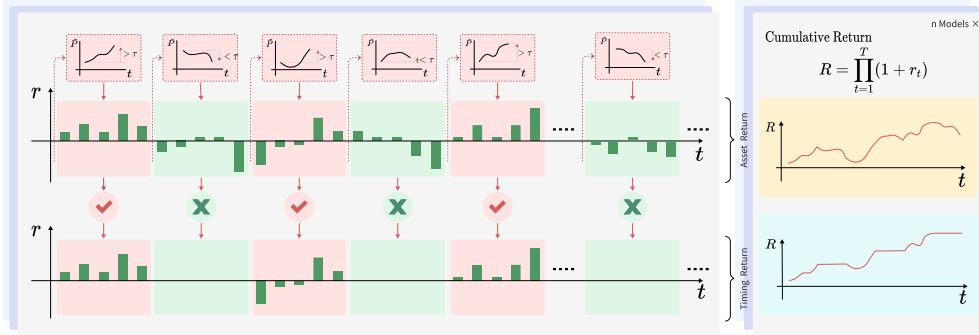 p̂ > τ t
p̂ < τ t
p̂ > τ t
p̂ < τ t
p̂ > τ t
p̂ < τ t
r t
Asset Return
r t
Timing Return
n Models ×
Cumulative Return
R = ∏_{t=1}^{T} (1 + r_t)
R t
R t